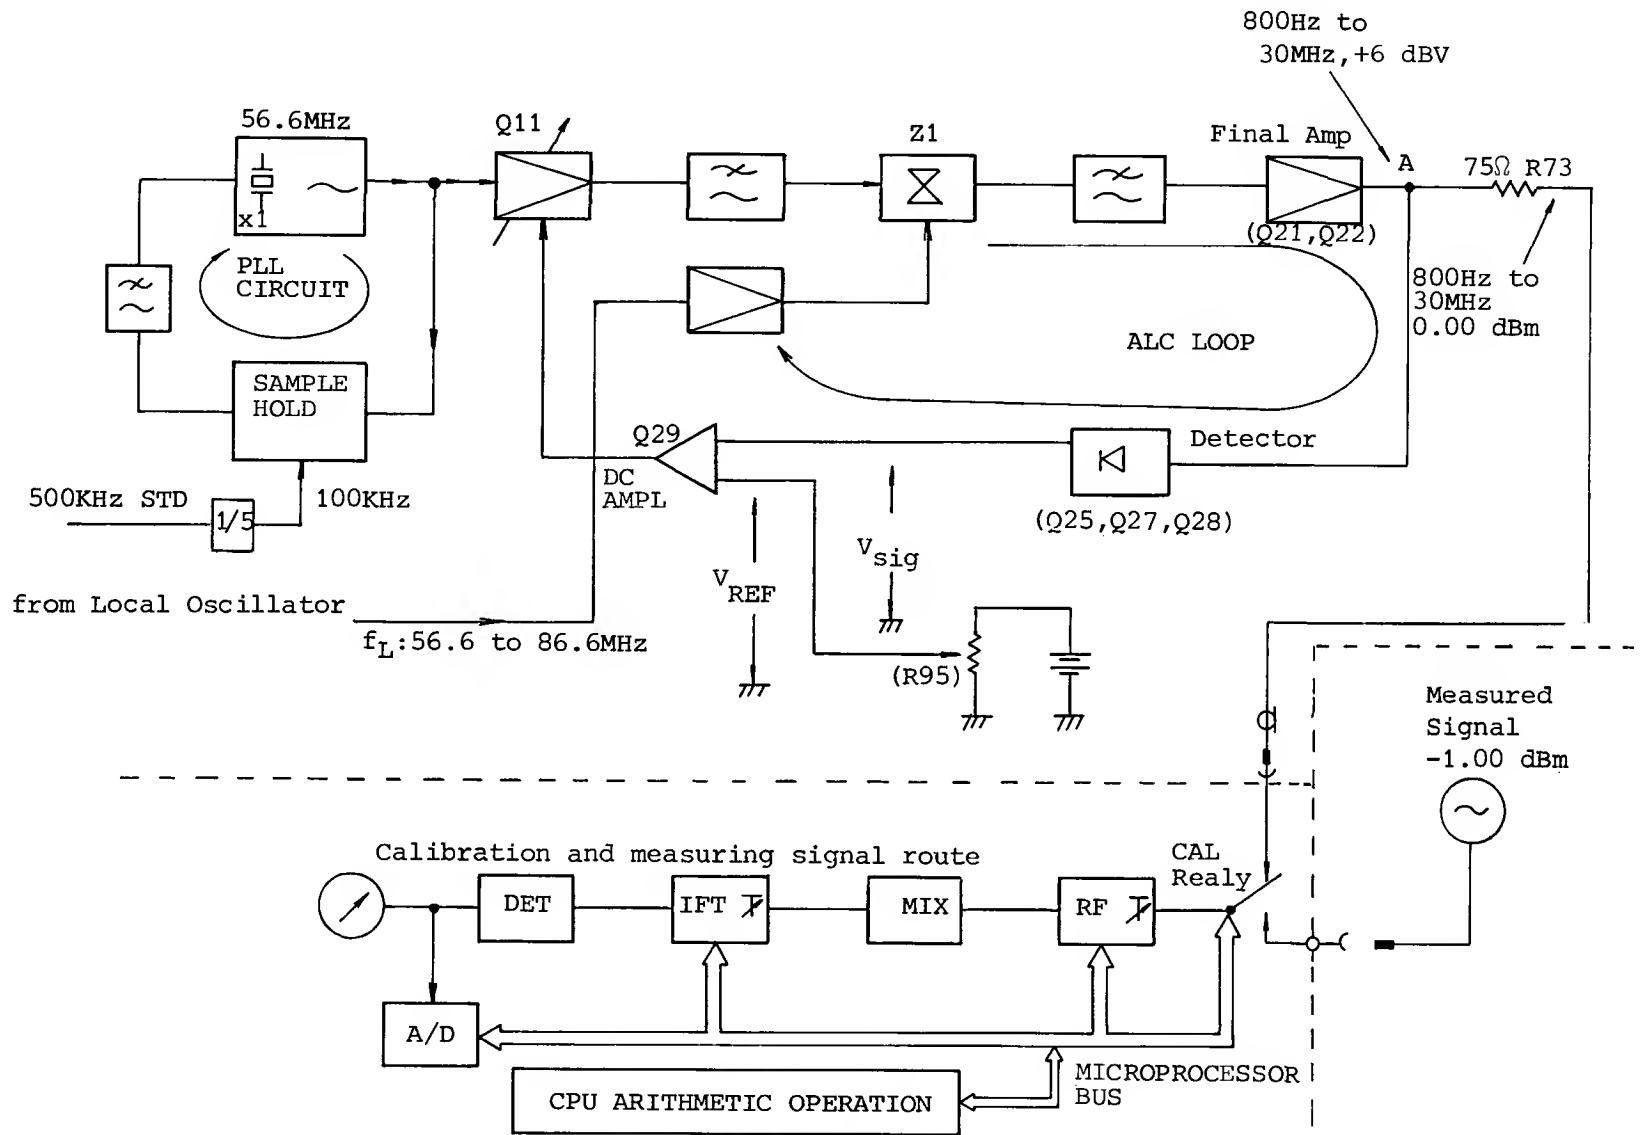 800Hz to
30MHz,+6 dBV
56.6MHz
Q11
Z1
Final Amp
A
75Ω R73
x1
(Q21,Q22)
PLL
CIRCUIT
800Hz to
30MHz
0.00 dBm
ALC LOOP
SAMPLE
HOLD
Q29
Detector
DC
AMPL
500KHz STD
1/5
100KHz
(Q25,Q27,Q28)
Vsig
VREF
from Local Oscillator
fL:56.6 to 86.6MHz
(R95)
Measured
Signal
-1.00 dBm
Calibration and measuring signal route
CAL
Realy
DET
IFT
MIX
RF
A/D
MICROPROCESSOR
BUS
CPU ARITHMETIC OPERATION